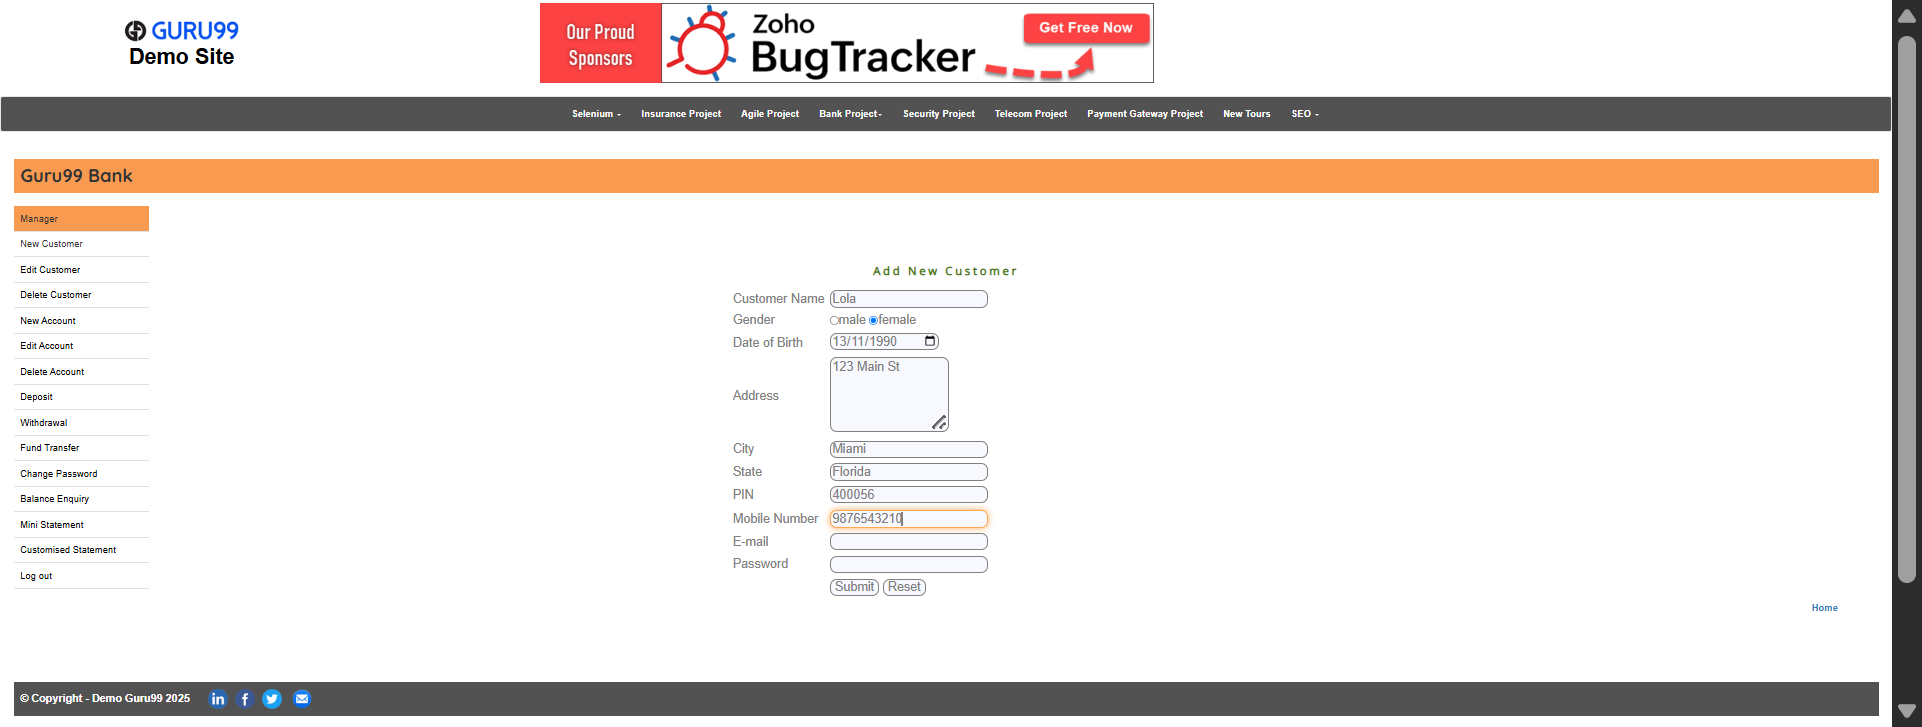 GURU99
Demo Site
Our Proud
Sponsors
Zoho
BugTracker
Get Free Now
Selenium Insurance Project Agile Project Bank Project Security Project Telecom Project Payment Gateway Project New Tours SEO
Guru99 Bank
Manager
New Customer
Edit Customer
Delete Customer
New Account
Edit Account
Delete Account
Deposit
Withdrawal
Fund Transfer
Change Password
Balance Enquiry
Mini Statement
Customised Statement
Log out
Add New Customer
Customer Name Lola
Gender male female
Date of Birth 13/11/1990
Address 123 Main St
City Miami
State Florida
PIN 400056
Mobile Number 9876543210
E-mail
Password
Submit Reset
Home
© Copyright - Demo Guru99 2025